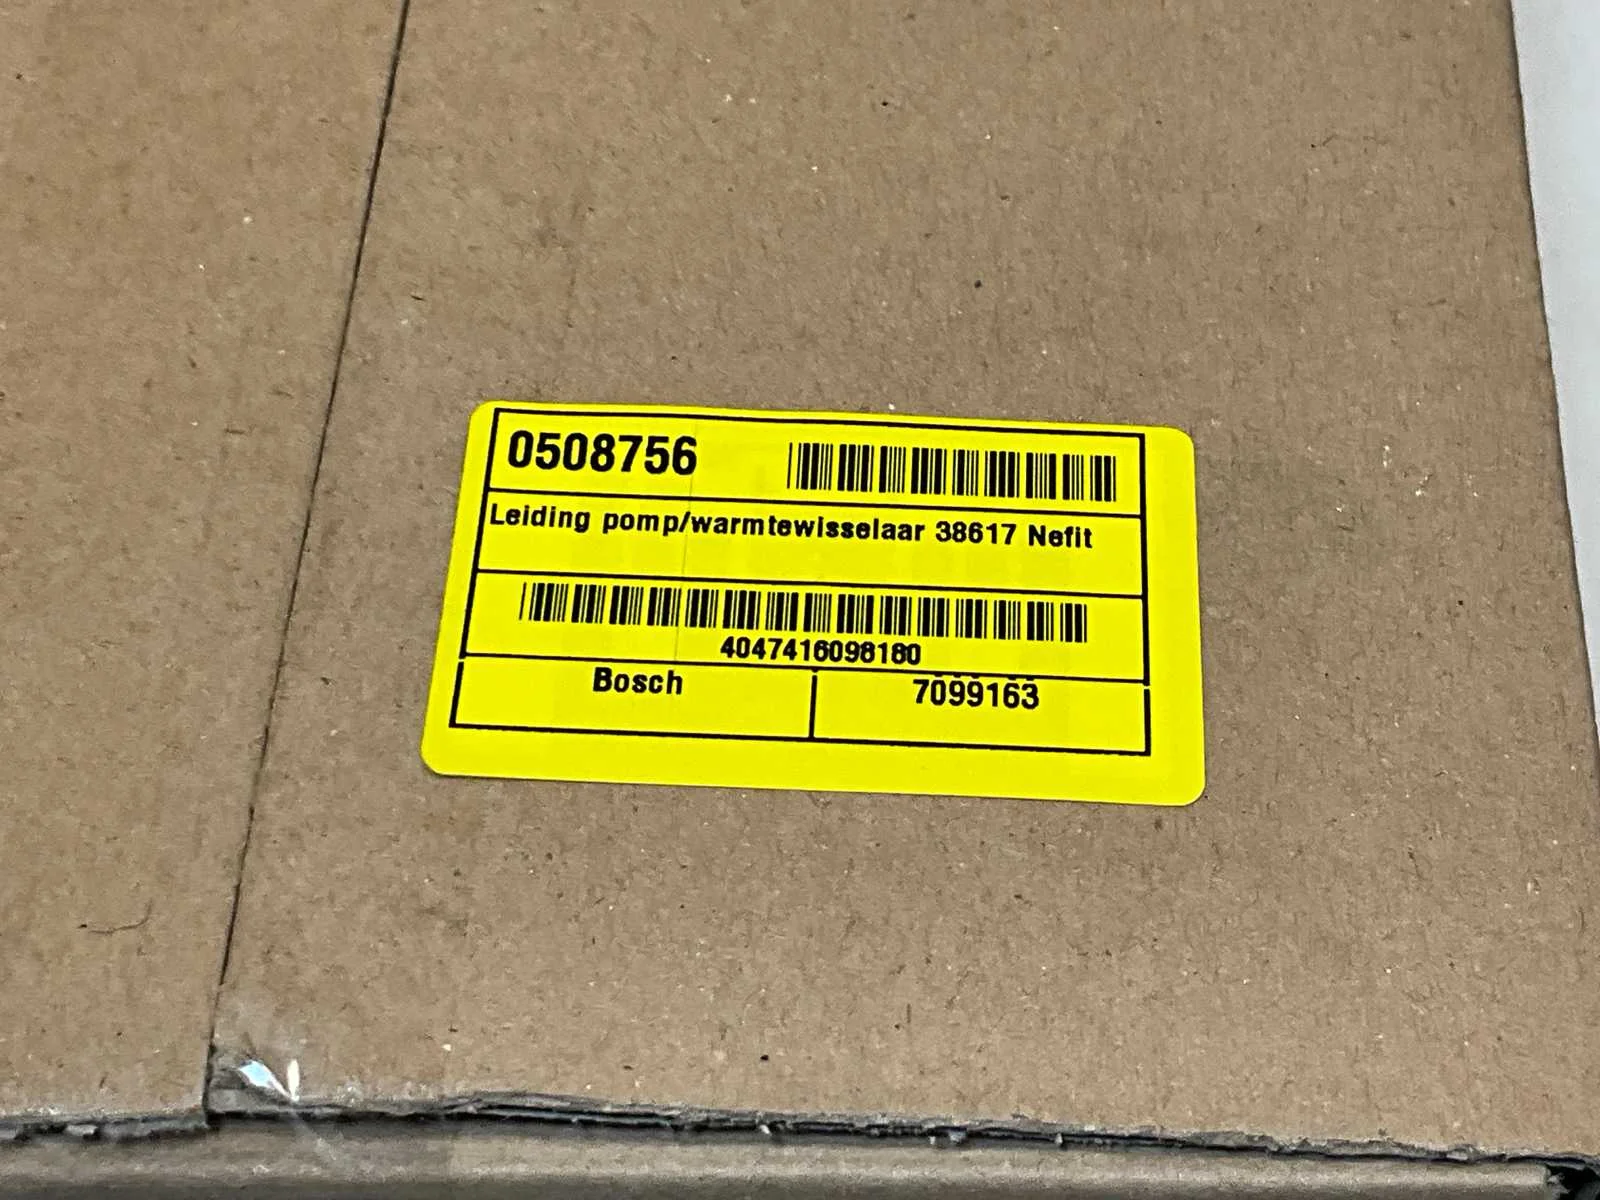 0508756
Leiding pomp/warmtewisselaar 38617 Nefit
4047416098180
Bosch 7099163